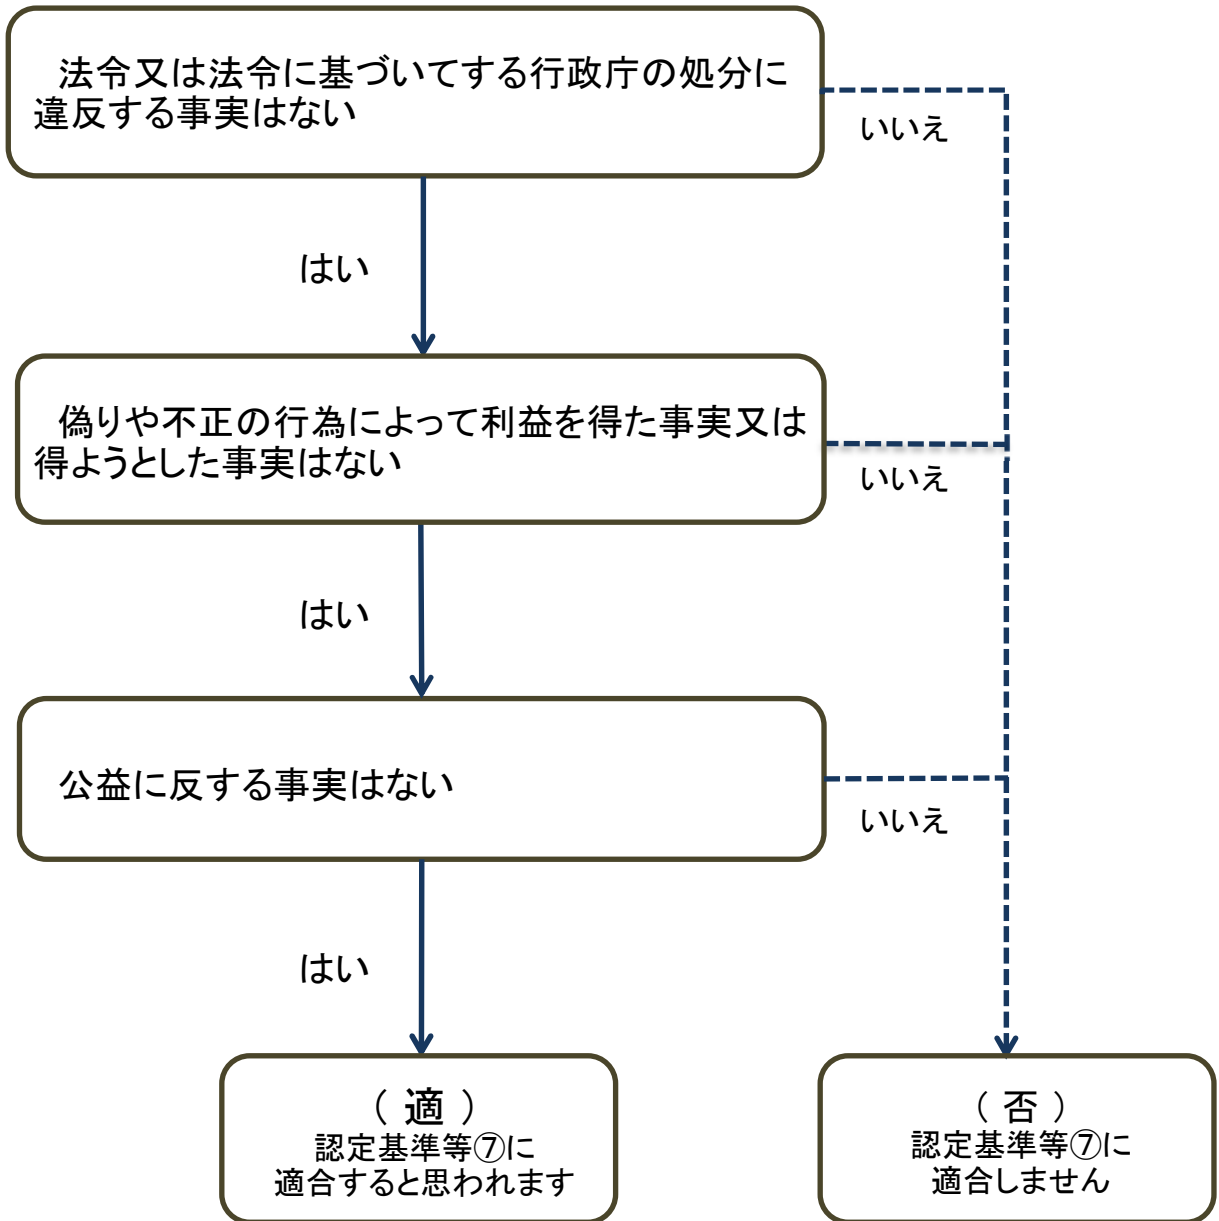 法令又は法令に基づいてする行政庁の処分に
違反する事実はない
いいえ
はい
偽りや不正の行為によって利益を得た事実又は
得ようとした事実はない
いいえ
はい
公益に反する事実はない
いいえ
はい
（ 適 ）
認定基準等⑦に
適合すると思われます
（ 否 ）
認定基準等⑦に
適合しません